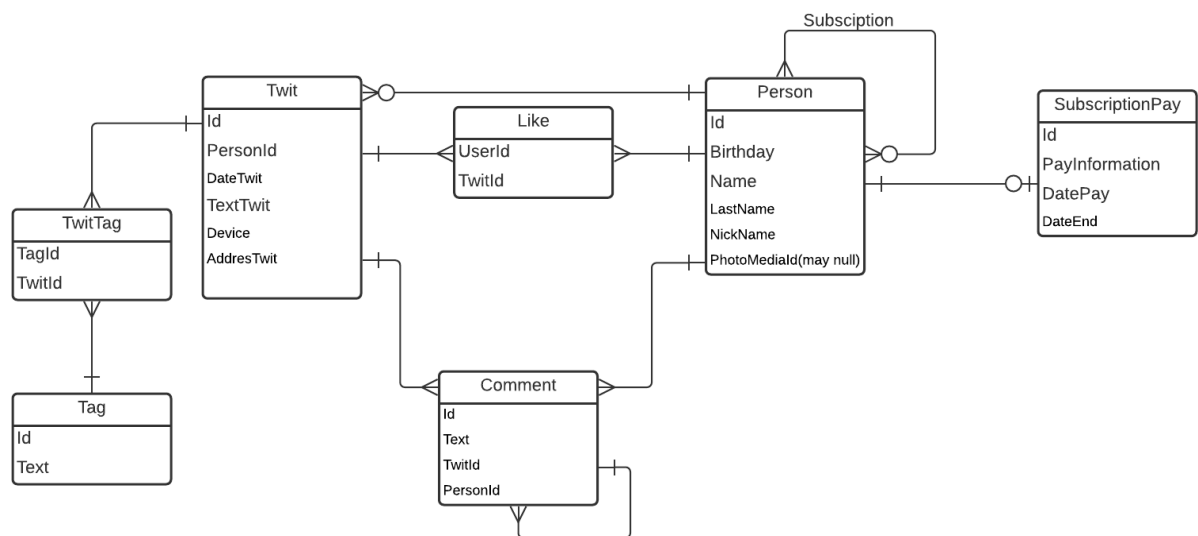 Subsciption
Twit
Id
PersonId
DateTwit
TextTwit
Device
AddresTwit
Like
UserId
TwitId
Person
Id
Birthday
Name
LastName
NickName
PhotoMediaId(may null)
SubscriptionPay
Id
PayInformation
DatePay
DateEnd
TwitTag
TagId
TwitId
Tag
Id
Text
Comment
Id
Text
TwitId
PersonId